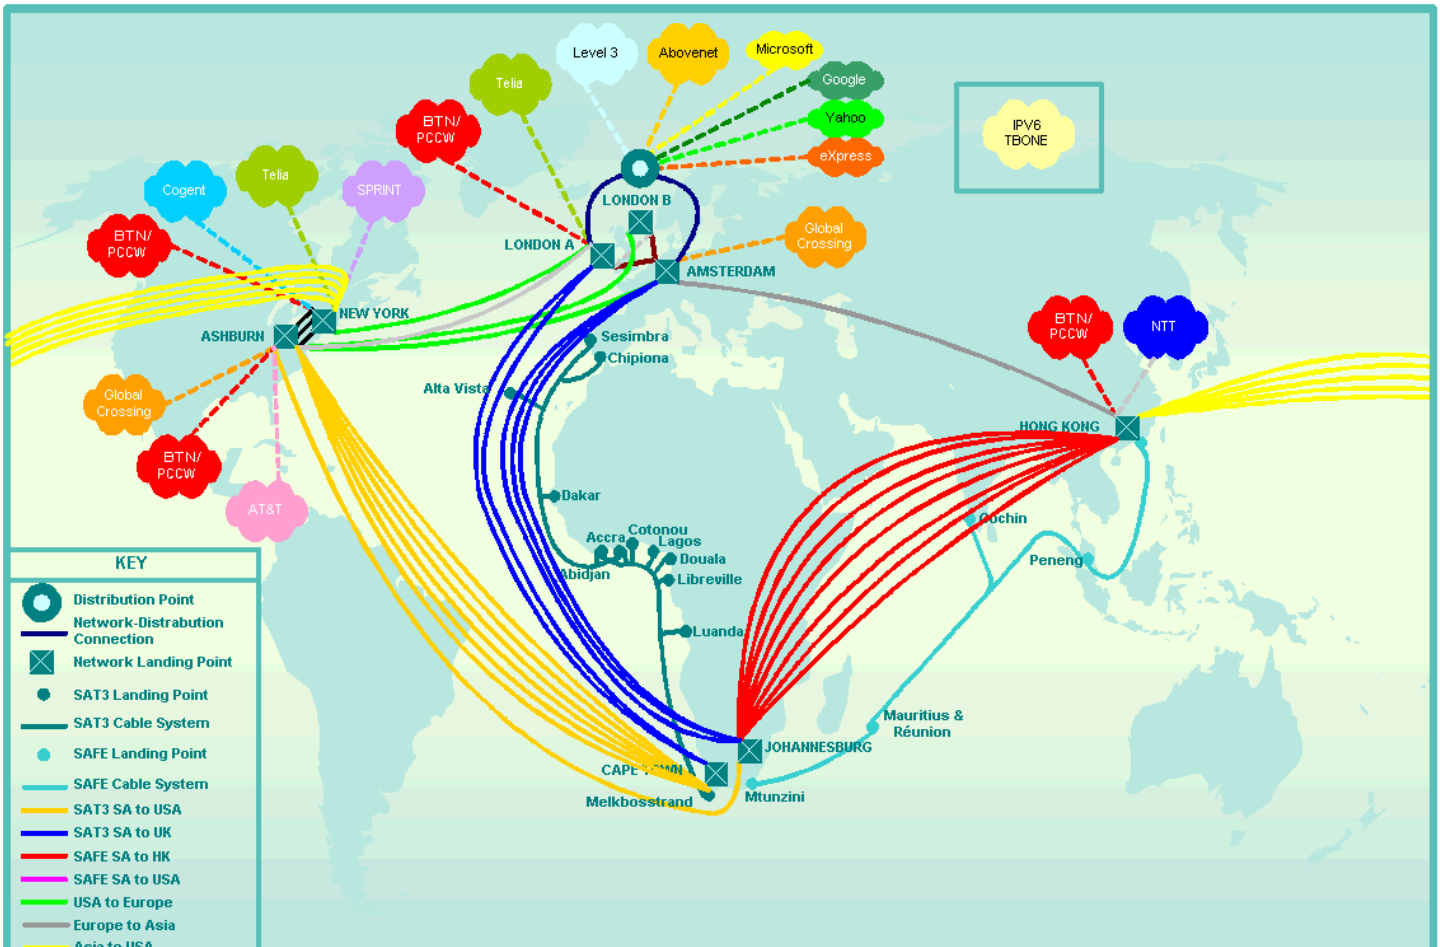 Level 3
Abovenet
Microsoft
Google
Yahoo
eXpress
Telia
BTN/
PCCW
IPV6
TBONE
Cogent
Telia
SPRINT
BTN/
PCCW
LONDON B
LONDON A
Global
Crossing
AMSTERDAM
NEW YORK
ASHBURN
BTN/
PCCW
NTT
Sesimbra
Chipiona
Alta Vista
Global
Crossing
BTN/
PCCW
AT&T
HONG KONG
Dakar
Cochin
Cotonou
Accra
Lagos
Abidjan
Douala
Libreville
Peneng
Luanda
Mauritius &
Réunion
JOHANNESBURG
CAPE TOWN
Melkbosstrand
Mtunzini
KEY
Distribution Point
Network-Distrabution
Connection
Network Landing Point
SAT3 Landing Point
SAT3 Cable System
SAFE Landing Point
SAFE Cable System
SAT3 SA to USA
SAT3 SA to UK
SAFE SA to HK
SAFE SA to USA
USA to Europe
Europe to Asia
Asia to USA